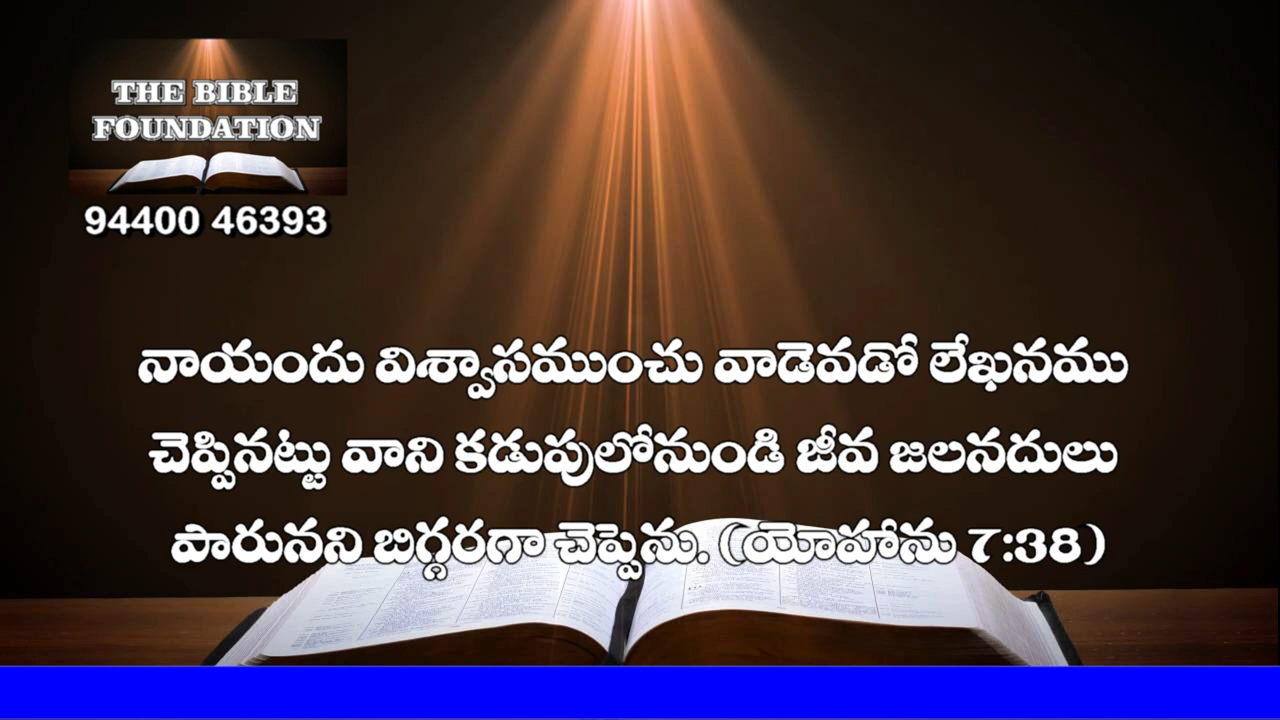 THE BIBLE
FOUNDATION
94400 46393
నాయందు విశ్వాసముంచు వాడెవడో లేఖనము
చెప్పినట్టు వాని కడుపులోనుండి జీవ జలనదులు
పారునని బిగ్గరగా చెప్పెను. (యోహాను 7:38)